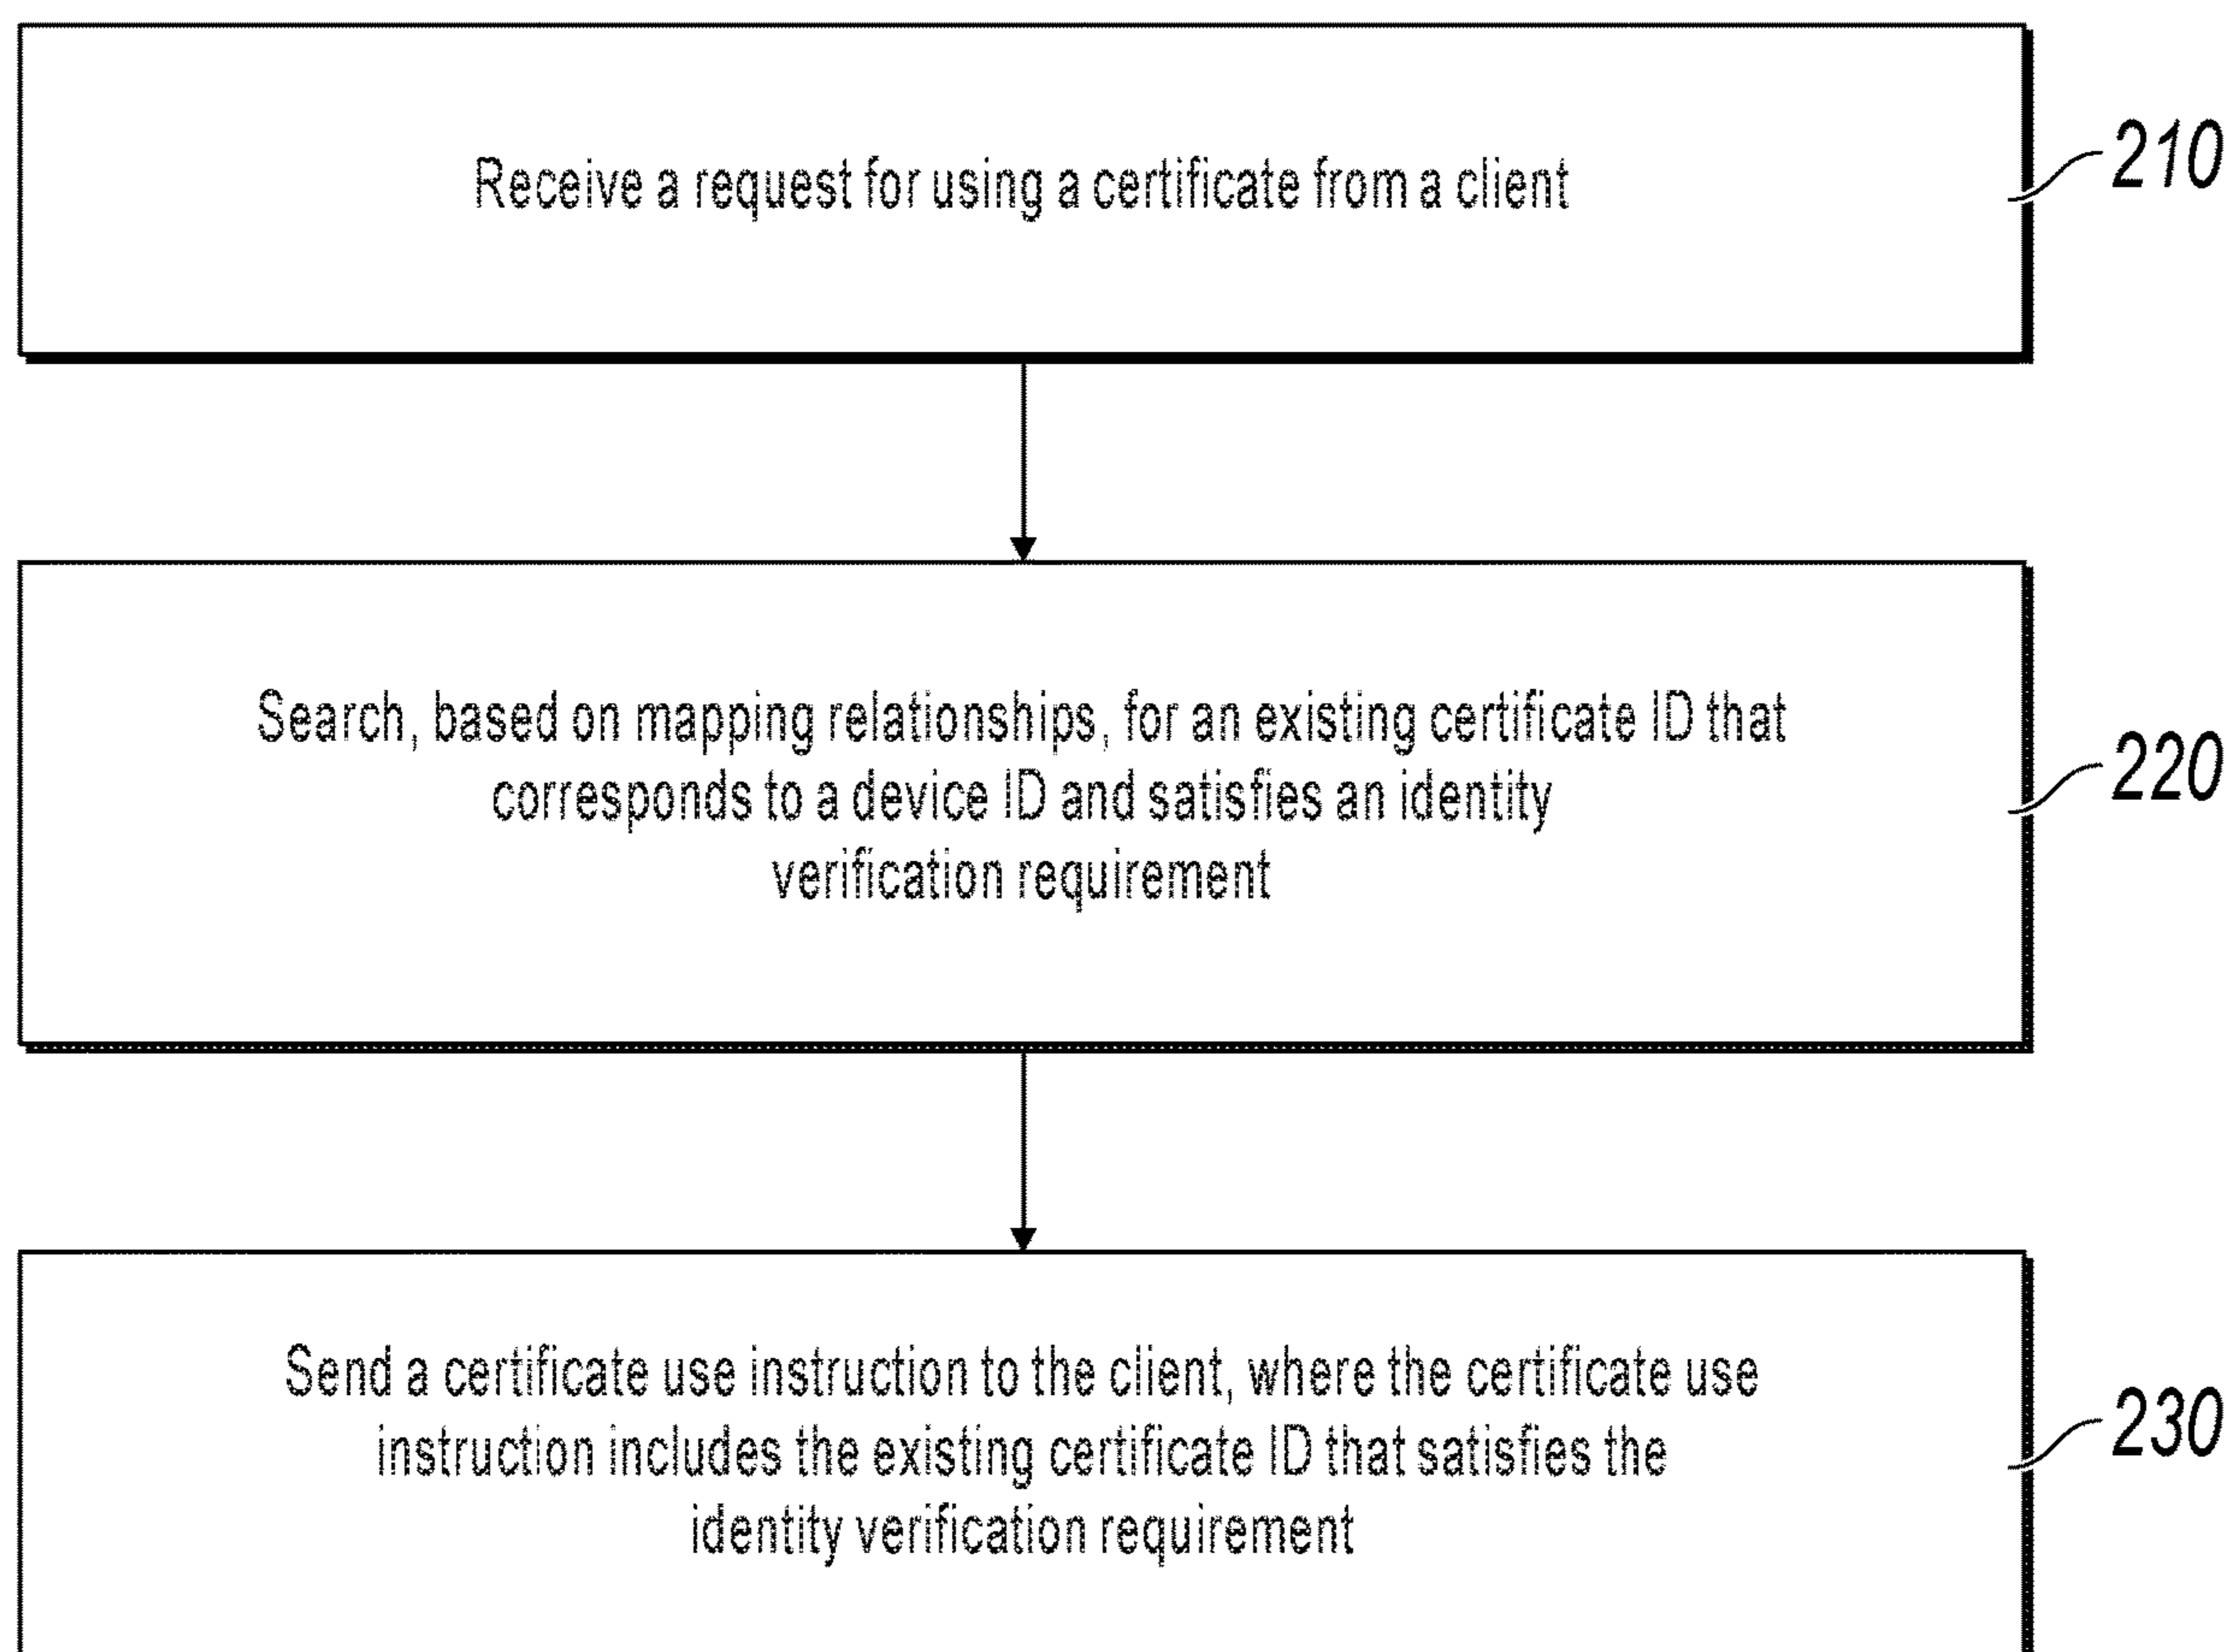 Receive a request for using a certificate from a client
210
Search, based on mapping relationships, for an existing certificate ID that
corresponds to a device ID and satisfies an identity
verification requirement
220
Send a certificate use instruction to the client, where the certificate use
instruction includes the existing certificate ID that satisfies the
identity verification requirement
230